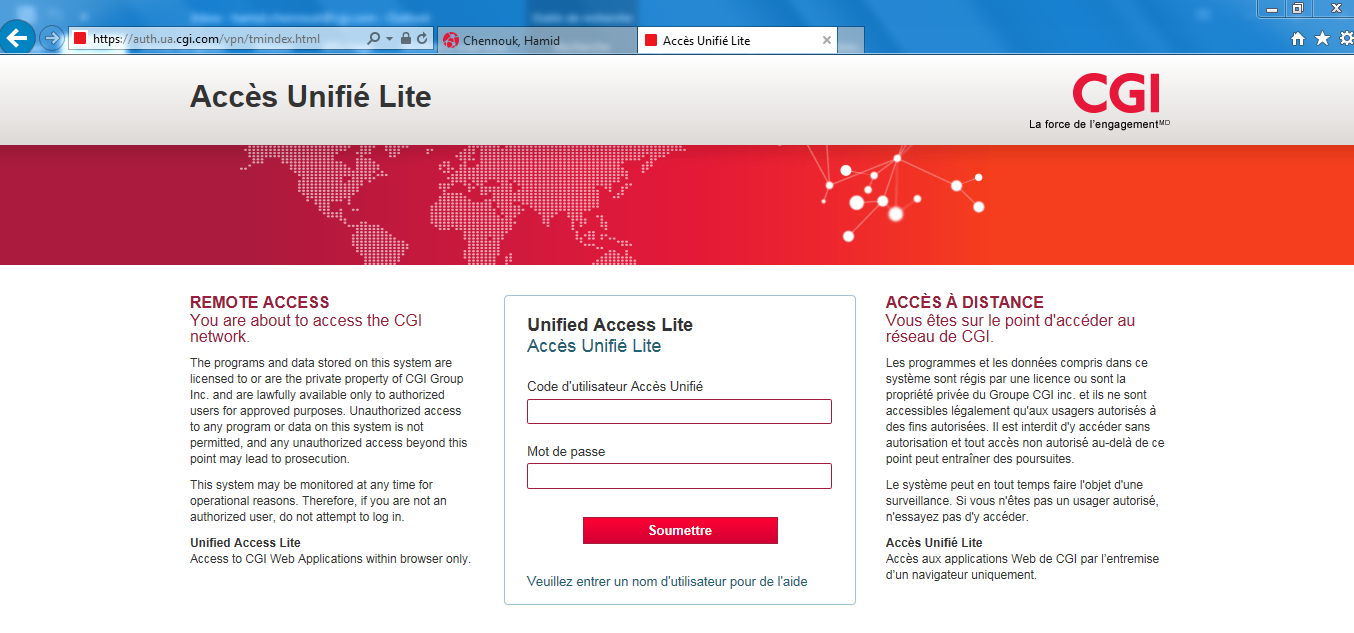 https://auth.ua.cgi.com/vpn/tmindex.html
Chennouk, Hamid
Accès Unifié Lite
Accès Unifié Lite
CGI
La force de l'engagementMD
REMOTE ACCESS
You are about to access the CGI
network.
The programs and data stored on this system are
licensed to or are the private property of CGI Group
Inc. and are lawfully available only to authorized
users for approved purposes. Unauthorized access
to any program or data on this system is not
permitted, and any unauthorized access beyond this
point may lead to prosecution.
This system may be monitored at any time for
operational reasons. Therefore, if you are not an
authorized user, do not attempt to log in.
Unified Access Lite
Access to CGI Web Applications within browser only.
Unified Access Lite
Accès Unifié Lite
Code d'utilisateur Accès Unifié
Mot de passe
Soumettre
Veuillez entrer un nom d'utilisateur pour de l'aide
ACCÈS À DISTANCE
Vous êtes sur le point d'accéder au
réseau de CGI.
Les programmes et les données compris dans ce
système sont régis par une licence ou sont la
propriété privée du Groupe CGI inc. et ils ne sont
accessibles légalement qu'aux usagers autorisés à
des fins autorisées. Il est interdit d'y accéder sans
autorisation et tout accès non autorisé au-delà de ce
point peut entraîner des poursuites.
Le système peut en tout temps faire l'objet d'une
surveillance. Si vous n'êtes pas un usager autorisé,
n'essayez pas d'y accéder.
Accès Unifié Lite
Accès aux applications Web de CGI par l'entremise
d'un navigateur uniquement.